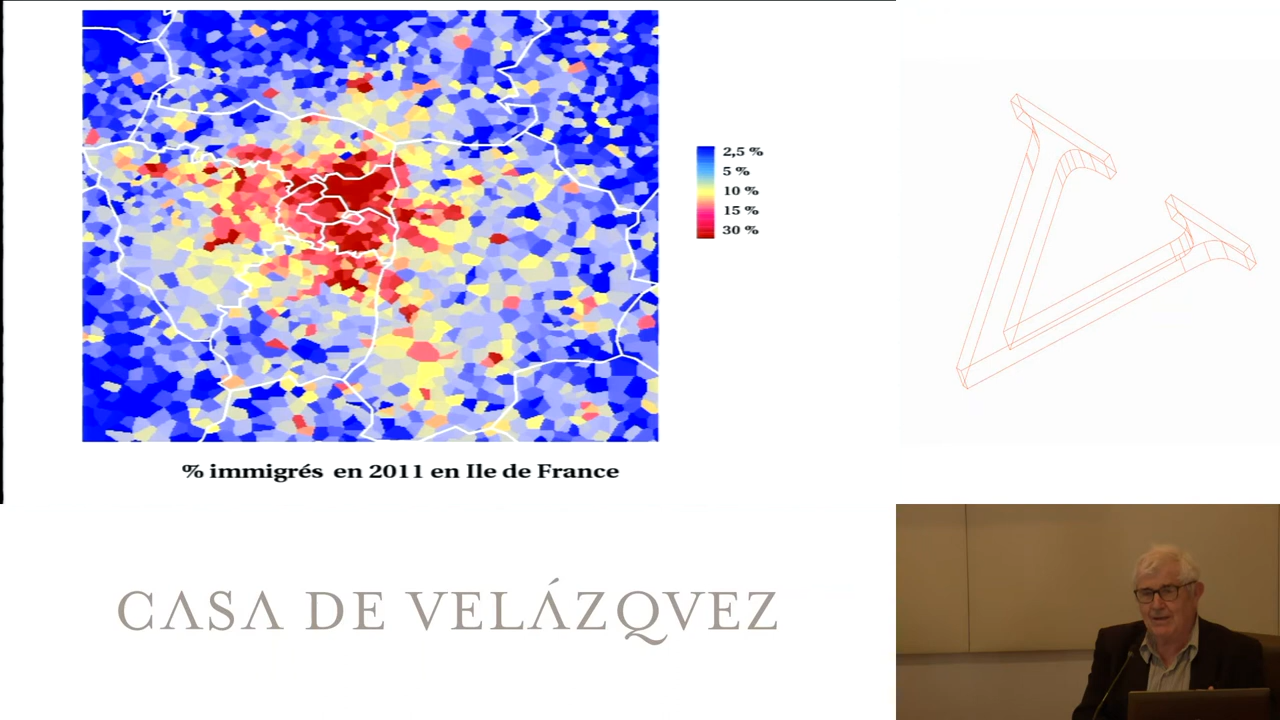 2,5 %
5 %
10 %
15 %
30 %
% immigrés en 2011 en Ile de France
CASA DE VELÁZQVEZ